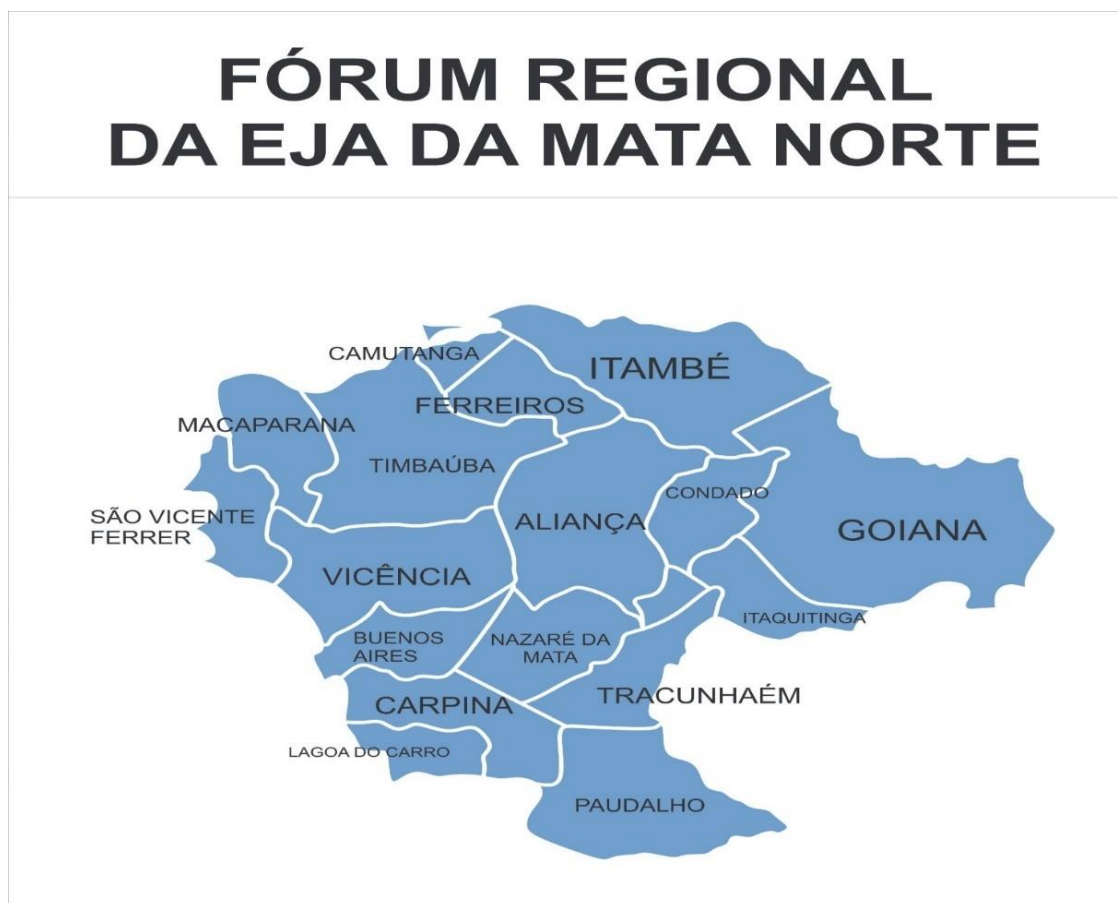 FÓRUM REGIONAL
DA EJA DA MATA NORTE
CAMUTANGA
ITAMBÉ
FERREIROS
MACAPARANA
TIMBAÚBA
CONDADO
SÃO VICENTE
FERRER
ALIANÇA
GOIANA
VICÊNCIA
ITAQUITINGA
BUENOS
AIRES
NAZARÉ DA
MATA
TRACUNHAÉM
CARPINA
LAGOA DO CARRO
PAUDALHO